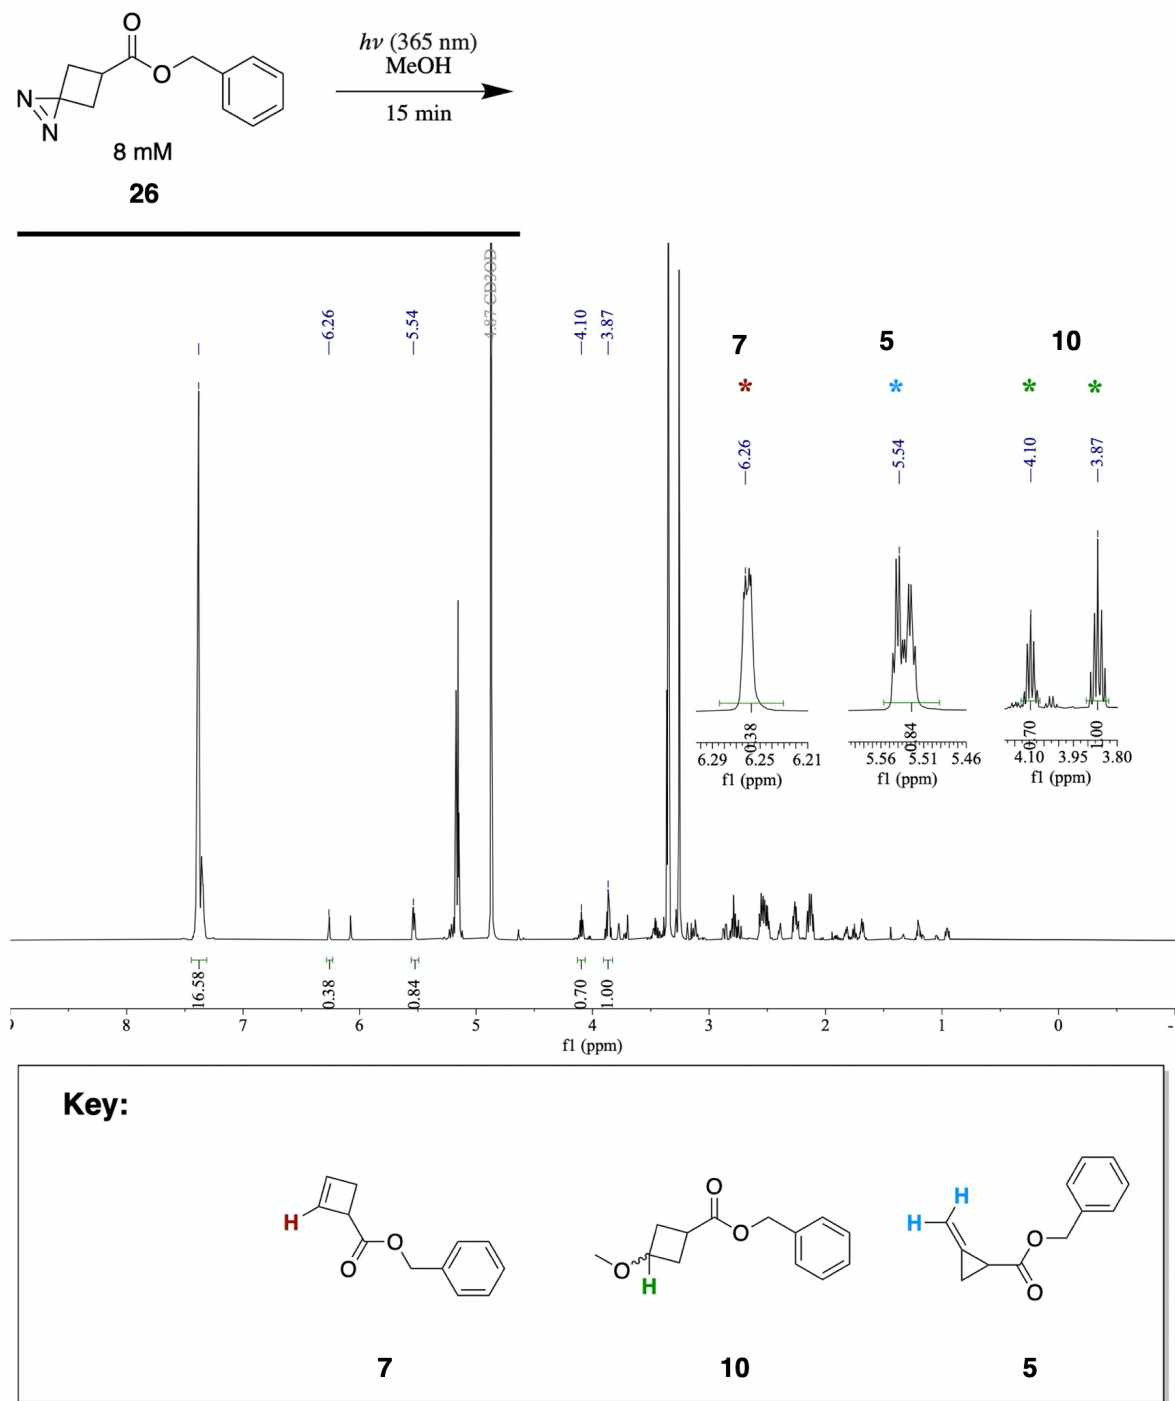 O
O
N
N
8 mM
26
hν (365 nm)
MeOH
15 min
4.87 CD3OD
6.26
5.54
4.10
3.87
7
5
10
*
*
*
*
6.26
5.54
4.10
3.87
0.38
0.84
0.70
1.00
6.29 6.25 6.21
5.56 5.51 5.46
4.10 3.95 3.80
f1 (ppm)
f1 (ppm)
f1 (ppm)
16.58
0.38
0.84
0.70
1.00
8 7 6 5 4 3 2 1 0 -
f1 (ppm)
Key:
H
O
O
7
O
O
O
H
10
H
H
O
O
5